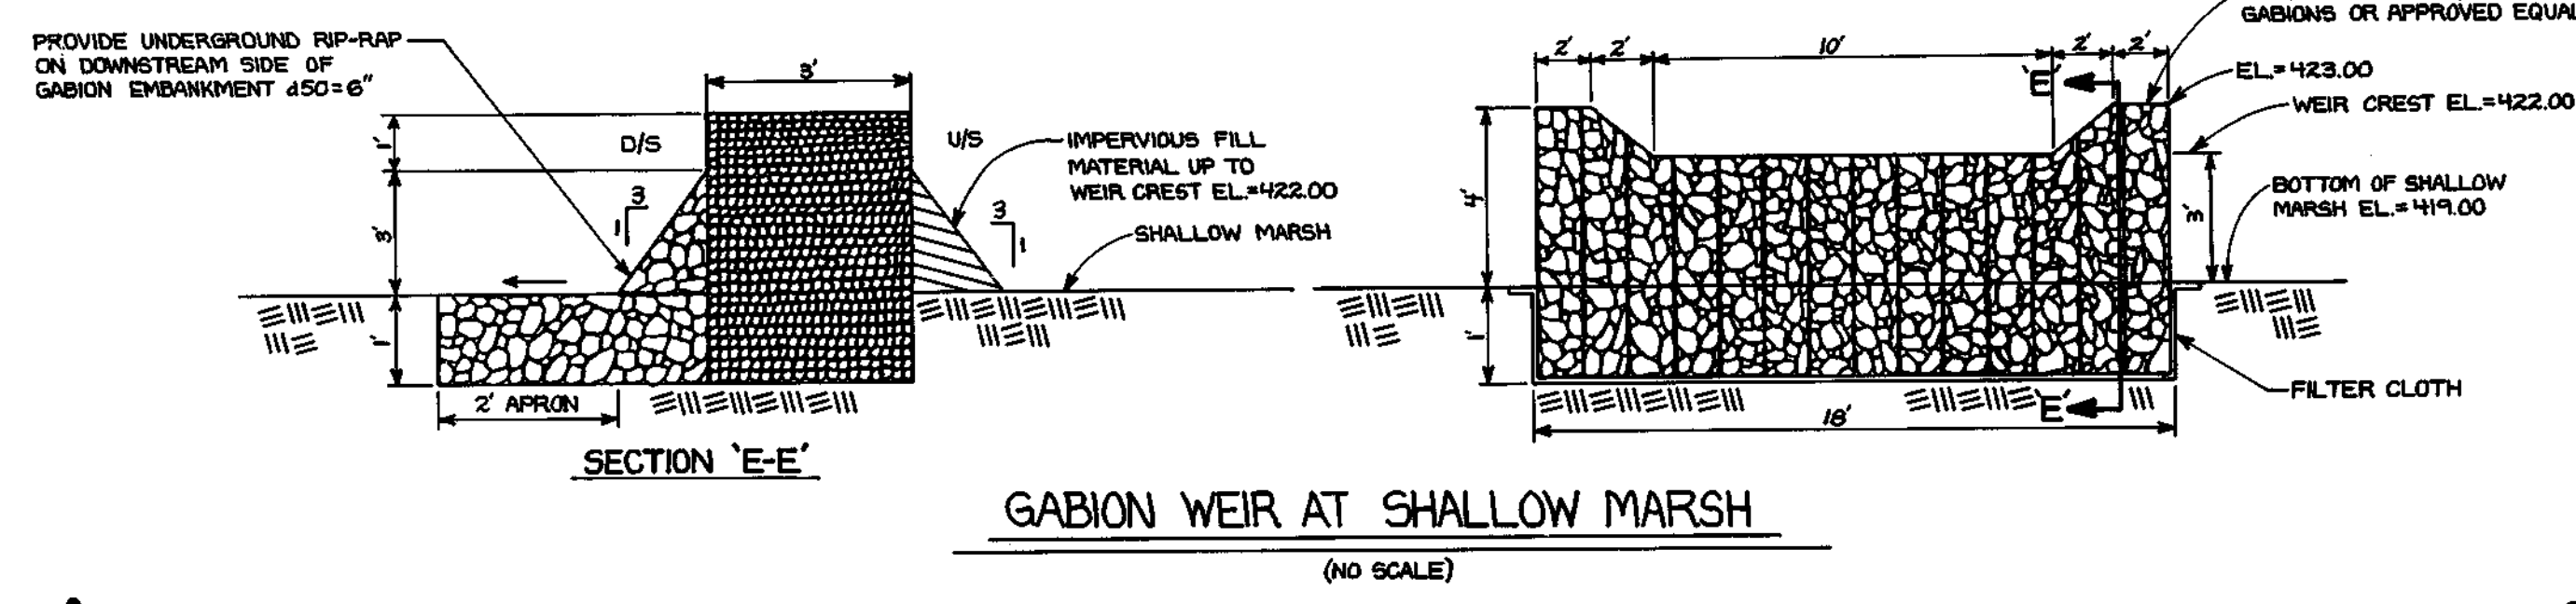 PROVIDE UNDERGROUND RIP-RAP
ON DOWNSTREAM SIDE OF
GABION EMBANKMENT d50=6"
3'
1'
D/S
U/S
IMPERVIOUS FILL
MATERIAL UP TO
WEIR CREST EL.=422.00
3
1
3
1
SHALLOW MARSH
3'
1'
2' APRON
SECTION 'E-E'
GABIONS OR APPROVED EQUAL
2'
2'
10'
2'
2'
'E'
EL.=423.00
WEIR CREST EL.=422.00
4'
3'
BOTTOM OF SHALLOW
MARSH EL.=419.00
1'
FILTER CLOTH
'E'
18'
GABION WEIR AT SHALLOW MARSH
(NO SCALE)